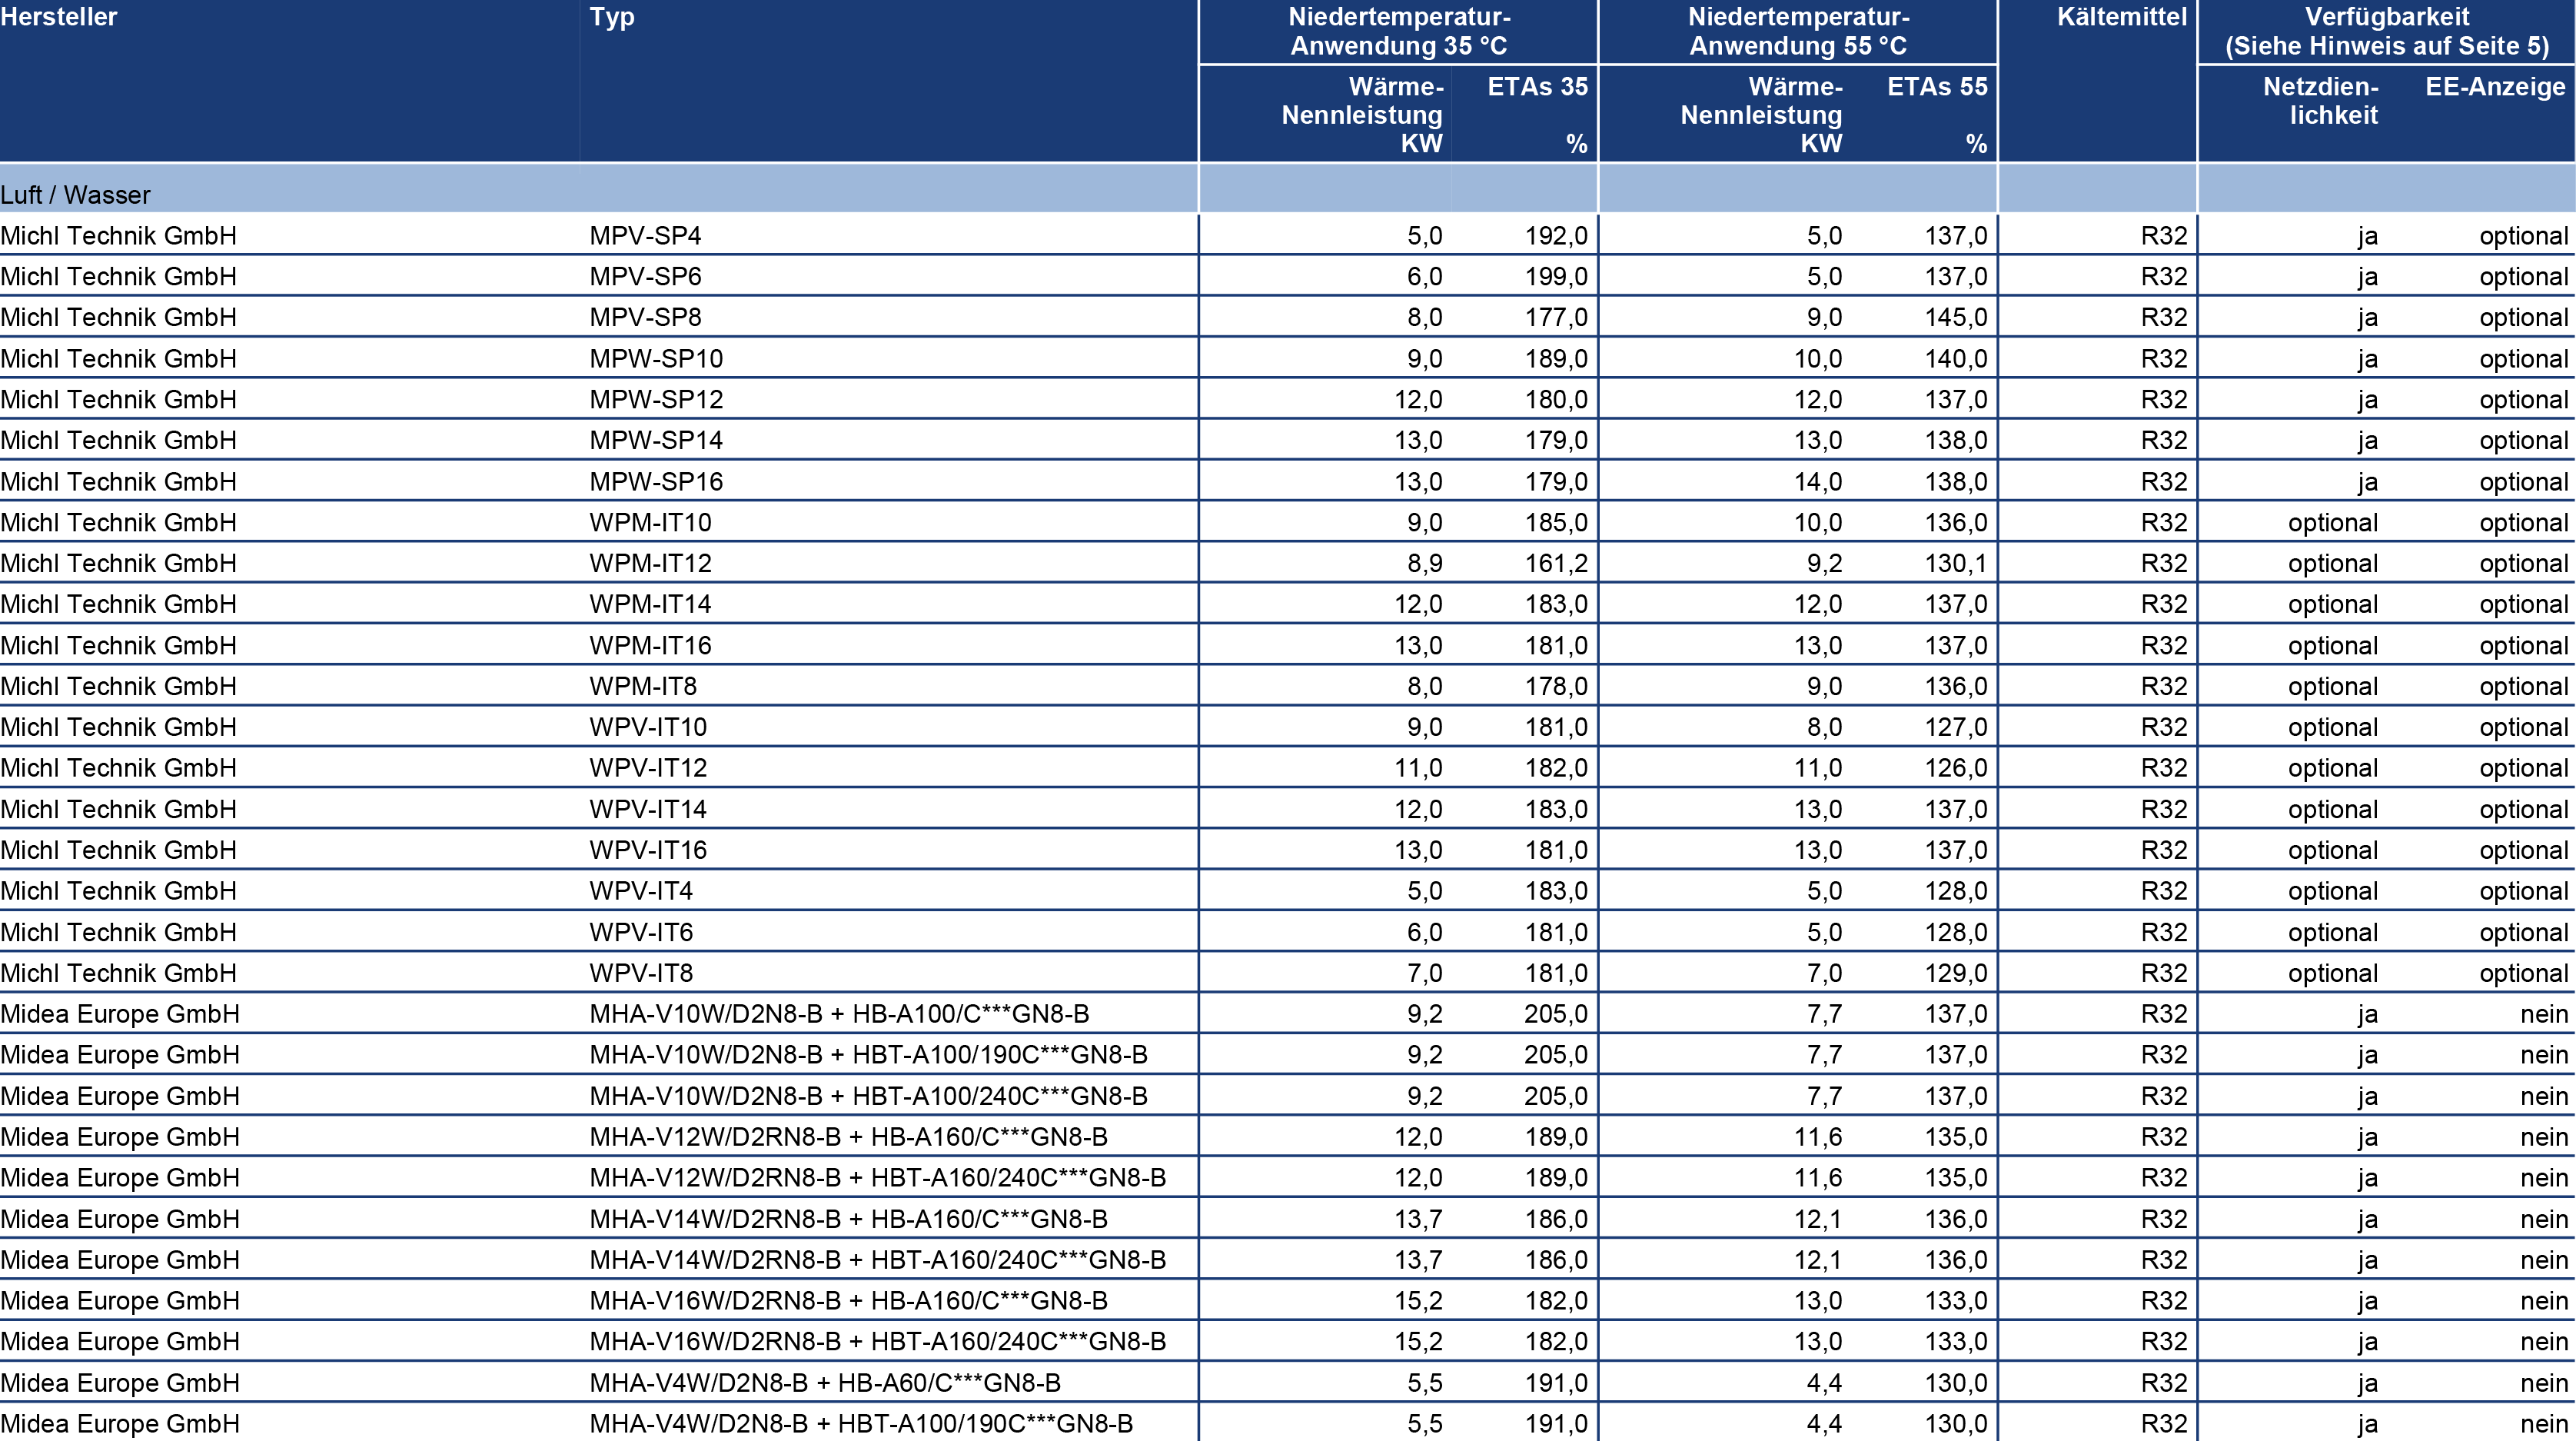 Hersteller Typ Niedertemperatur- Niedertemperatur- Kältemittel Verfügbarkeit
Anwendung 35 °C Anwendung 55 °C (Siehe Hinweis auf Seite 5)
Wärme- ETAs 35 Wärme- ETAs 55 Netzdien- EE-Anzeige
Nennleistung Nennleistung lichkeit
KW % KW %
Luft / Wasser
Michl Technik GmbH MPV-SP4 5,0 192,0 5,0 137,0 R32 ja optional
Michl Technik GmbH MPV-SP6 6,0 199,0 5,0 137,0 R32 ja optional
Michl Technik GmbH MPV-SP8 8,0 177,0 9,0 145,0 R32 ja optional
Michl Technik GmbH MPW-SP10 9,0 189,0 10,0 140,0 R32 ja optional
Michl Technik GmbH MPW-SP12 12,0 180,0 12,0 137,0 R32 ja optional
Michl Technik GmbH MPW-SP14 13,0 179,0 13,0 138,0 R32 ja optional
Michl Technik GmbH MPW-SP16 13,0 179,0 14,0 138,0 R32 ja optional
Michl Technik GmbH WPM-IT10 9,0 185,0 10,0 136,0 R32 optional optional
Michl Technik GmbH WPM-IT12 8,9 161,2 9,2 130,1 R32 optional optional
Michl Technik GmbH WPM-IT14 12,0 183,0 12,0 137,0 R32 optional optional
Michl Technik GmbH WPM-IT16 13,0 181,0 13,0 137,0 R32 optional optional
Michl Technik GmbH WPM-IT8 8,0 178,0 9,0 136,0 R32 optional optional
Michl Technik GmbH WPV-IT10 9,0 181,0 8,0 127,0 R32 optional optional
Michl Technik GmbH WPV-IT12 11,0 182,0 11,0 126,0 R32 optional optional
Michl Technik GmbH WPV-IT14 12,0 183,0 13,0 137,0 R32 optional optional
Michl Technik GmbH WPV-IT16 13,0 181,0 13,0 137,0 R32 optional optional
Michl Technik GmbH WPV-IT4 5,0 183,0 5,0 128,0 R32 optional optional
Michl Technik GmbH WPV-IT6 6,0 181,0 5,0 128,0 R32 optional optional
Michl Technik GmbH WPV-IT8 7,0 181,0 7,0 129,0 R32 optional optional
Midea Europe GmbH MHA-V10W/D2N8-B + HB-A100/C***GN8-B 9,2 205,0 7,7 137,0 R32 ja nein
Midea Europe GmbH MHA-V10W/D2N8-B + HBT-A100/190C***GN8-B 9,2 205,0 7,7 137,0 R32 ja nein
Midea Europe GmbH MHA-V10W/D2N8-B + HBT-A100/240C***GN8-B 9,2 205,0 7,7 137,0 R32 ja nein
Midea Europe GmbH MHA-V12W/D2RN8-B + HB-A160/C***GN8-B 12,0 189,0 11,6 135,0 R32 ja nein
Midea Europe GmbH MHA-V12W/D2RN8-B + HBT-A160/240C***GN8-B 12,0 189,0 11,6 135,0 R32 ja nein
Midea Europe GmbH MHA-V14W/D2RN8-B + HB-A160/C***GN8-B 13,7 186,0 12,1 136,0 R32 ja nein
Midea Europe GmbH MHA-V14W/D2RN8-B + HBT-A160/240C***GN8-B 13,7 186,0 12,1 136,0 R32 ja nein
Midea Europe GmbH MHA-V16W/D2RN8-B + HB-A160/C***GN8-B 15,2 182,0 13,0 133,0 R32 ja nein
Midea Europe GmbH MHA-V16W/D2RN8-B + HBT-A160/240C***GN8-B 15,2 182,0 13,0 133,0 R32 ja nein
Midea Europe GmbH MHA-V4W/D2N8-B + HB-A60/C***GN8-B 5,5 191,0 4,4 130,0 R32 ja nein
Midea Europe GmbH MHA-V4W/D2N8-B + HBT-A100/190C***GN8-B 5,5 191,0 4,4 130,0 R32 ja nein